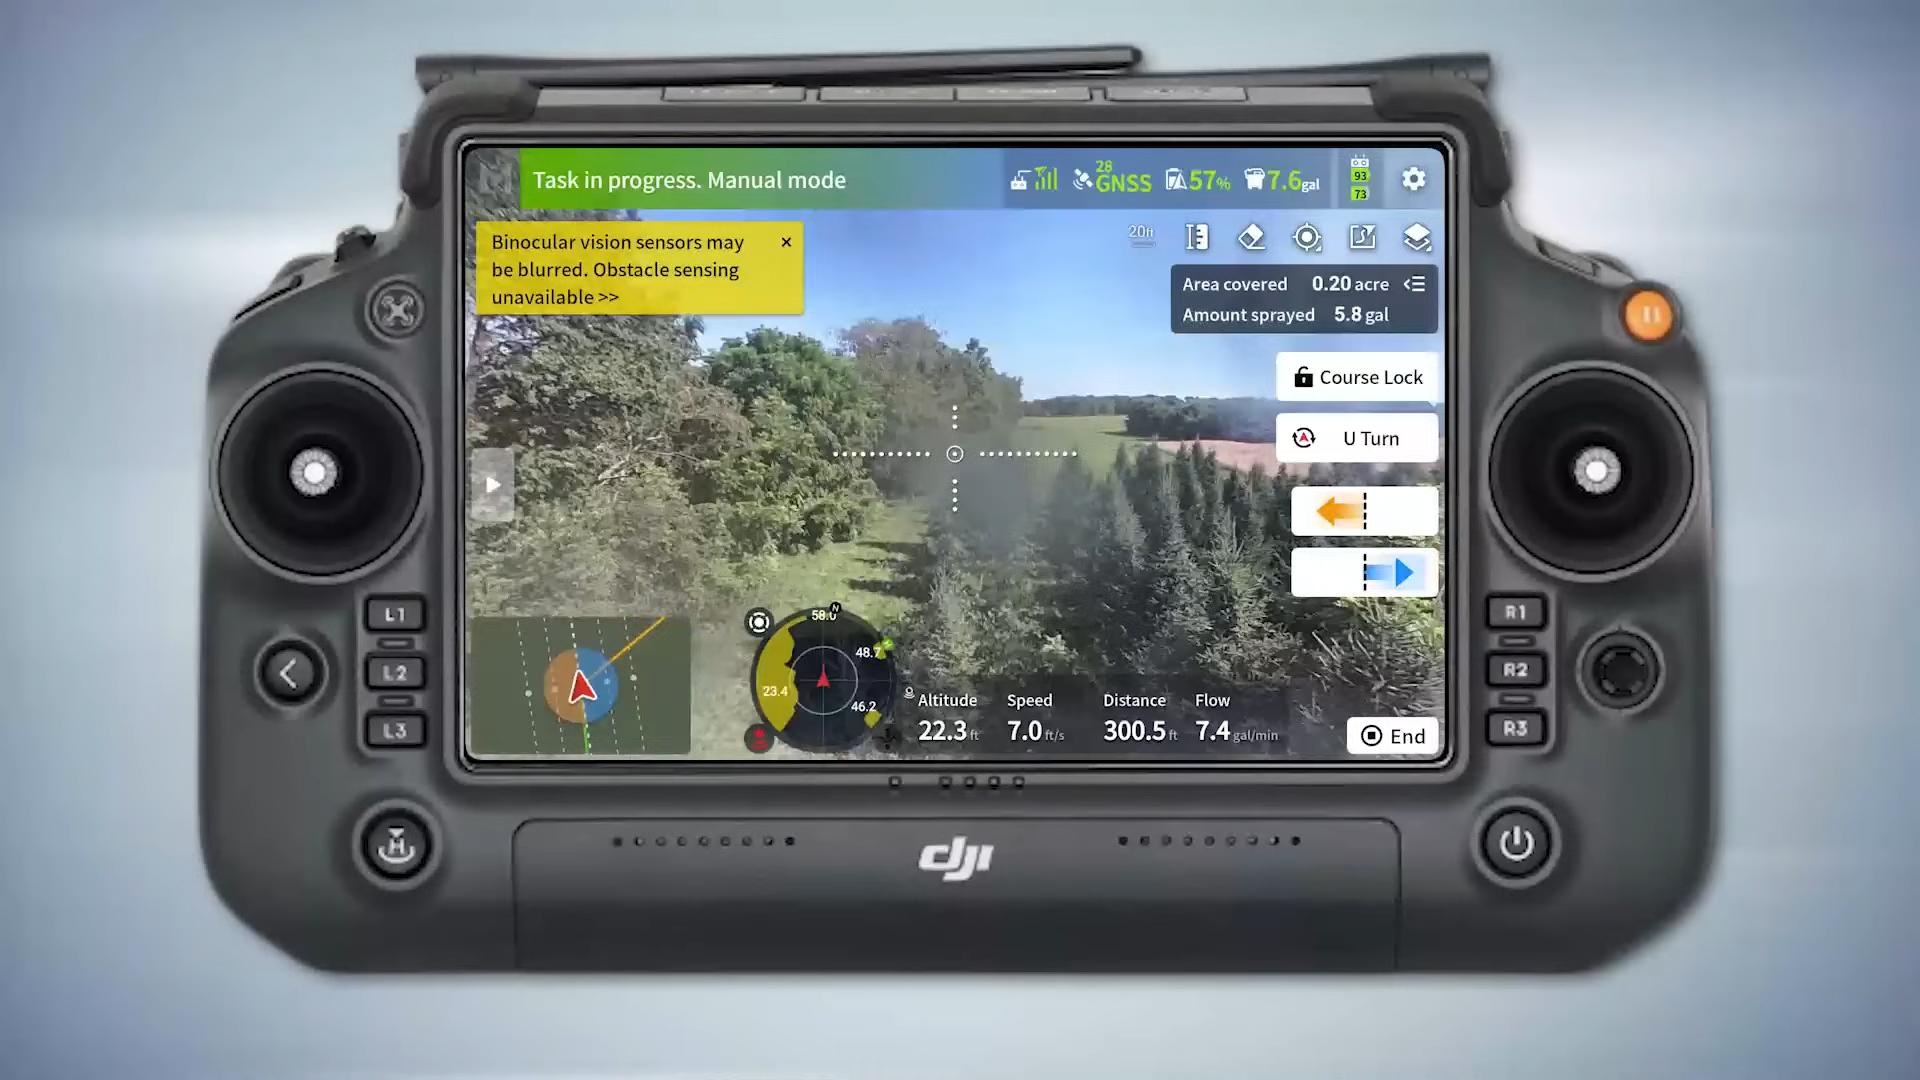 Task in progress. Manual mode
28
GNSS
57%
7.6gal
93
73
Binocular vision sensors may
be blurred. Obstacle sensing
unavailable >>
20ft
Area covered 0.20 acre
Amount sprayed 5.8 gal
Course Lock
U Turn
N
58.0
48.7
23.4
46.2
Altitude Speed Distance Flow
22.3 ft 7.0 ft/s 300.5 ft 7.4 gal/min
End
L1
L2
L3
R1
R2
R3
H
dji